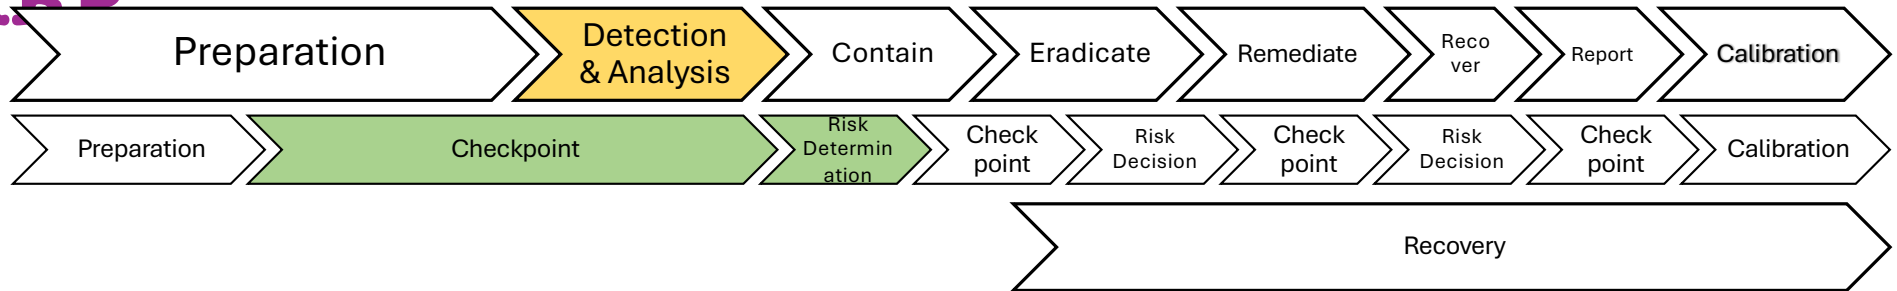 Preparation
Detection
& Analysis
Contain
Eradicate
Remediate
Reco
ver
Report
Calibration
Preparation
Checkpoint
Risk
Determin
ation
Check
point
Risk
Decision
Check
point
Risk
Decision
Check
point
Calibration
Recovery